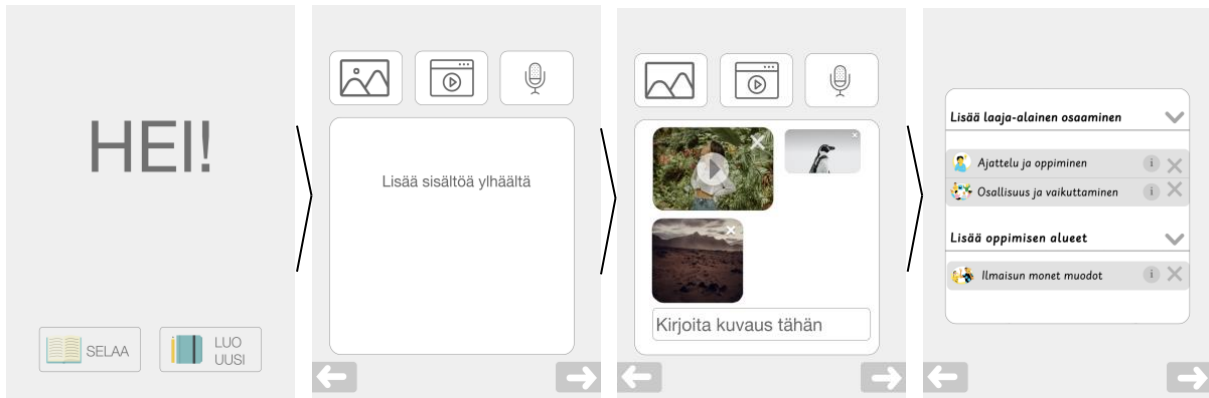 HEI!
SELAA
LUO
UUSI
Lisää sisältöä ylhäältä
Kirjoita kuvaus tähän
Lisää laaja-alainen osaaminen
Ajattelu ja oppiminen
Osallisuus ja vaikuttaminen
Lisää oppimisen alueet
Ilmaisun monet muodot